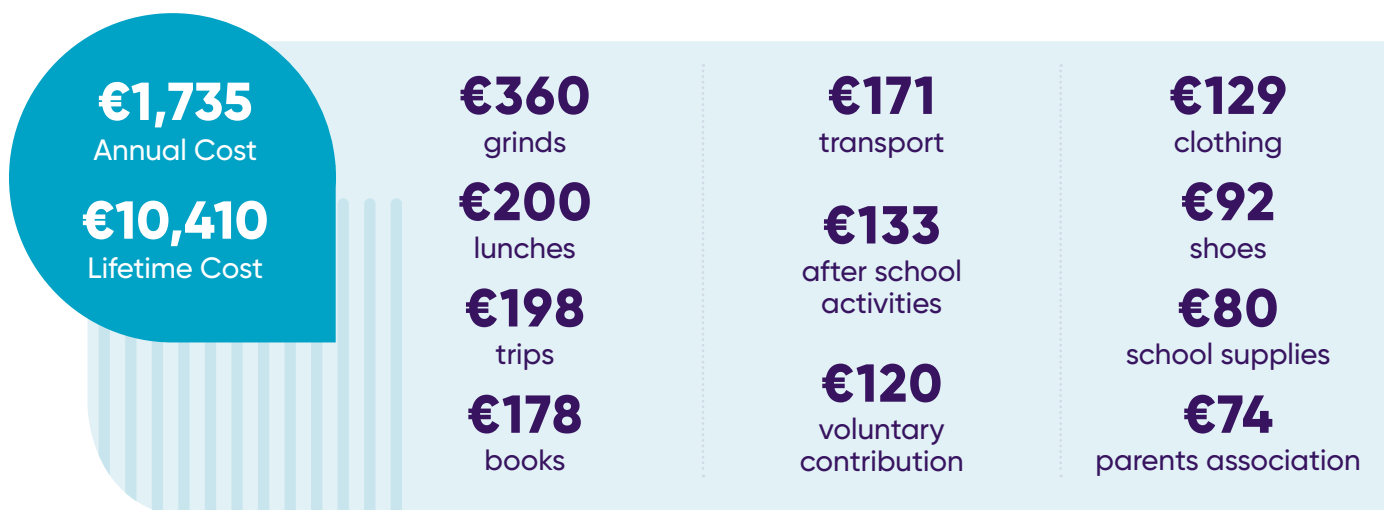 €1,735
Annual Cost
€10,410
Lifetime Cost
€360
grinds
€200
lunches
€198
trips
€178
books
€171
transport
€133
after school
activities
€120
voluntary
contribution
€129
clothing
€92
shoes
€80
school supplies
€74
parents association